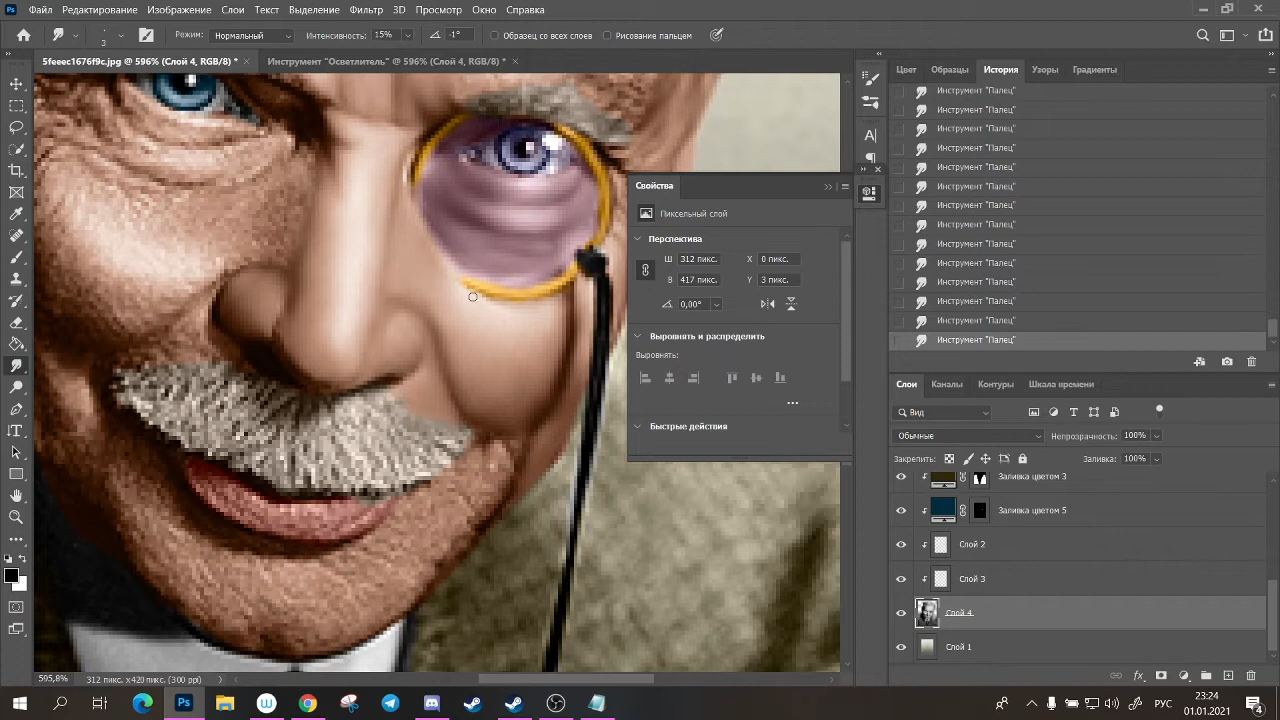 Файл Редактирование Изображение Слои Текст Выделение Фильтр 3D Просмотр Окно Справка
3 Режим: Нормальный Интенсивность: 15% -1° Образец со всех слоев Рисование пальцем
5feeec1676f9c.jpg @ 596% (Слой 4, RGB/8) * Инструмент "Осветлитель" @ 596% (Слой 4, RGB/8) *
Цвет Образцы История Узоры Градиенты
Инструмент "Палец"
Инструмент "Палец"
Инструмент "Палец"
Инструмент "Палец"
Инструмент "Палец"
Инструмент "Палец"
Инструмент "Палец"
Инструмент "Палец"
Инструмент "Палец"
Инструмент "Палец"
Инструмент "Палец"
Инструмент "Палец"
Инструмент "Палец"
Инструмент "Палец"
Свойства
Пиксельный слой
Перспектива
Ш 312 пикс. X 0 пикс.
В 417 пикс. Y 3 пикс.
0,00°
Выровнять и распределить
Выровнять:
Быстрые действия
Слои Каналы Контуры Шкала времени
Вид
Обычные Непрозрачность: 100%
Закрепить: Заливка: 100%
Заливка цветом 3
Заливка цветом 5
Слой 2
Слой 3
Слой 4
Слой 1
595,8% 312 пикс. x 420 пикс. (300 ppi)
РУС 23:24
01.01.2021